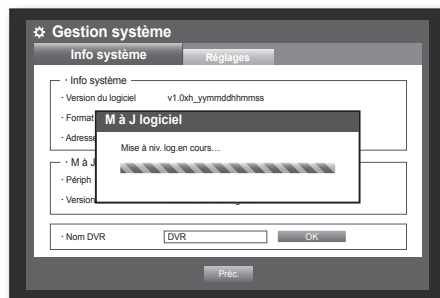 Gestion système
Info système
Réglages
· Info système
· Version du logiciel v1.0xh_yymmddhhmmss
· Format
· Adresse
M à J logiciel
Mise à niv. log.en cours…
· M à J
· Périph
· Version
· Nom DVR DVR OK
Préc.